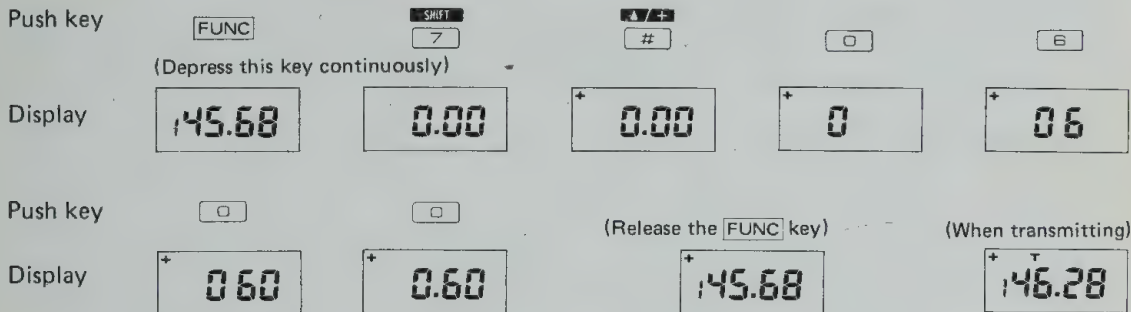 Push key FUNC SHIFT 7 ▲/+ # 0 6
(Depress this key continuously)
Display 145.68 0.00 + 0.00 + 0 + 06
Push key 0 0 (Release the FUNC key) (When transmitting)
Display + 060 + 0.60 + 145.68 + T 146.28